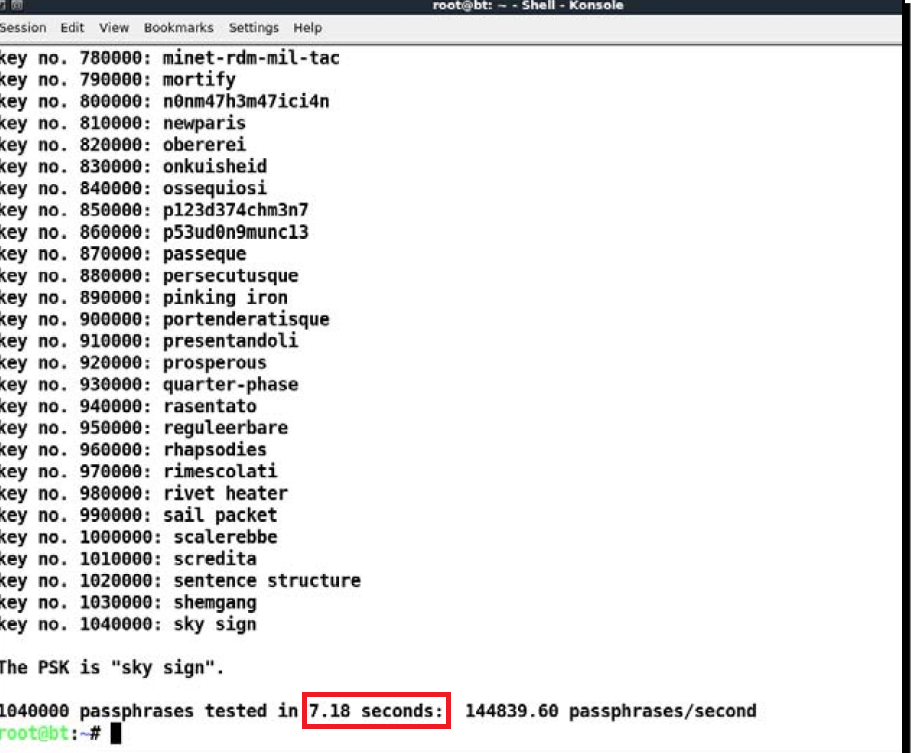 root@bt: ~ - Shell - Konsole
Session Edit View Bookmarks Settings Help
key no. 780000: minet-rdm-mil-tac
key no. 790000: mortify
key no. 800000: n0nm47h3m47ici4n
key no. 810000: newparis
key no. 820000: obererei
key no. 830000: onkuisheid
key no. 840000: ossequiosi
key no. 850000: p123d374chm3n7
key no. 860000: p53ud0n9munc13
key no. 870000: passeque
key no. 880000: persecutusque
key no. 890000: pinking iron
key no. 900000: portenderatisque
key no. 910000: presentandoli
key no. 920000: prosperous
key no. 930000: quarter-phase
key no. 940000: rasentato
key no. 950000: reguleerbare
key no. 960000: rhapsodies
key no. 970000: rimescolati
key no. 980000: rivet heater
key no. 990000: sail packet
key no. 1000000: scalerebbe
key no. 1010000: scredita
key no. 1020000: sentence structure
key no. 1030000: shemgang
key no. 1040000: sky sign
The PSK is "sky sign".
1040000 passphrases tested in 7.18 seconds: 144839.60 passphrases/second
root@bt:~#